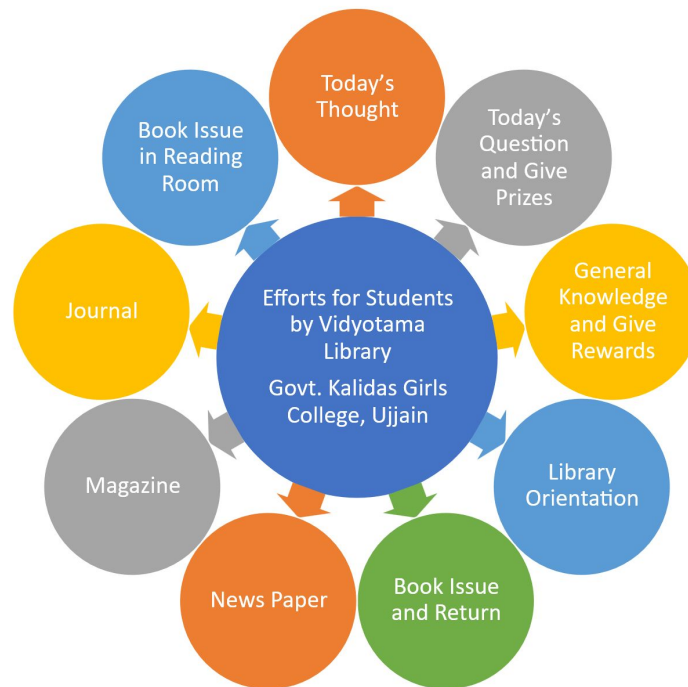 Today's
Thought
Today's
Question
and Give
Prizes
General
Knowledge
and Give
Rewards
Library
Orientation
Book Issue
and Return
News Paper
Magazine
Journal
Book Issue
in Reading
Room
Efforts for Students
by Vidyotama
Library
Govt. Kalidas Girls
College, Ujjain